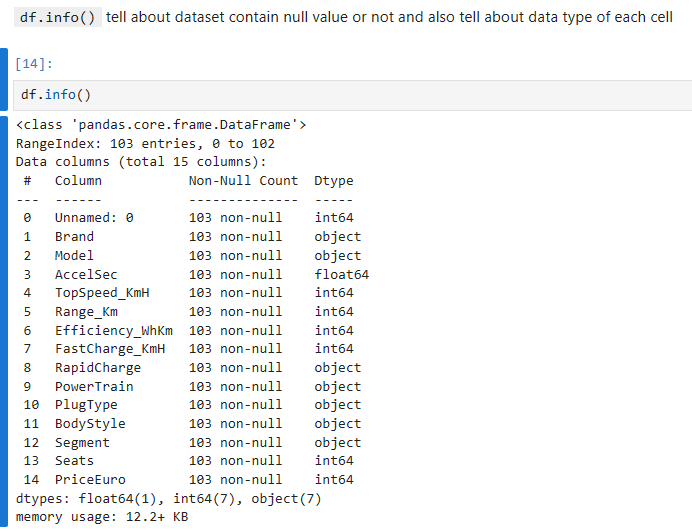 df.info() tell about dataset contain null value or not and also tell about data type of each cell
[14]:
df.info()
<class 'pandas.core.frame.DataFrame'>
RangeIndex: 103 entries, 0 to 102
Data columns (total 15 columns):
 #   Column           Non-Null Count  Dtype
---  ------           --------------  -----
 0   Unnamed: 0       103 non-null    int64
 1   Brand            103 non-null    object
 2   Model            103 non-null    object
 3   AccelSec         103 non-null    float64
 4   TopSpeed_KmH     103 non-null    int64
 5   Range_Km         103 non-null    int64
 6   Efficiency_WhKm  103 non-null    int64
 7   FastCharge_KmH   103 non-null    int64
 8   RapidCharge      103 non-null    object
 9   PowerTrain       103 non-null    object
 10  PlugType         103 non-null    object
 11  BodyStyle        103 non-null    object
 12  Segment          103 non-null    object
 13  Seats            103 non-null    int64
 14  PriceEuro        103 non-null    int64
dtypes: float64(1), int64(7), object(7)
memory usage: 12.2+ KB